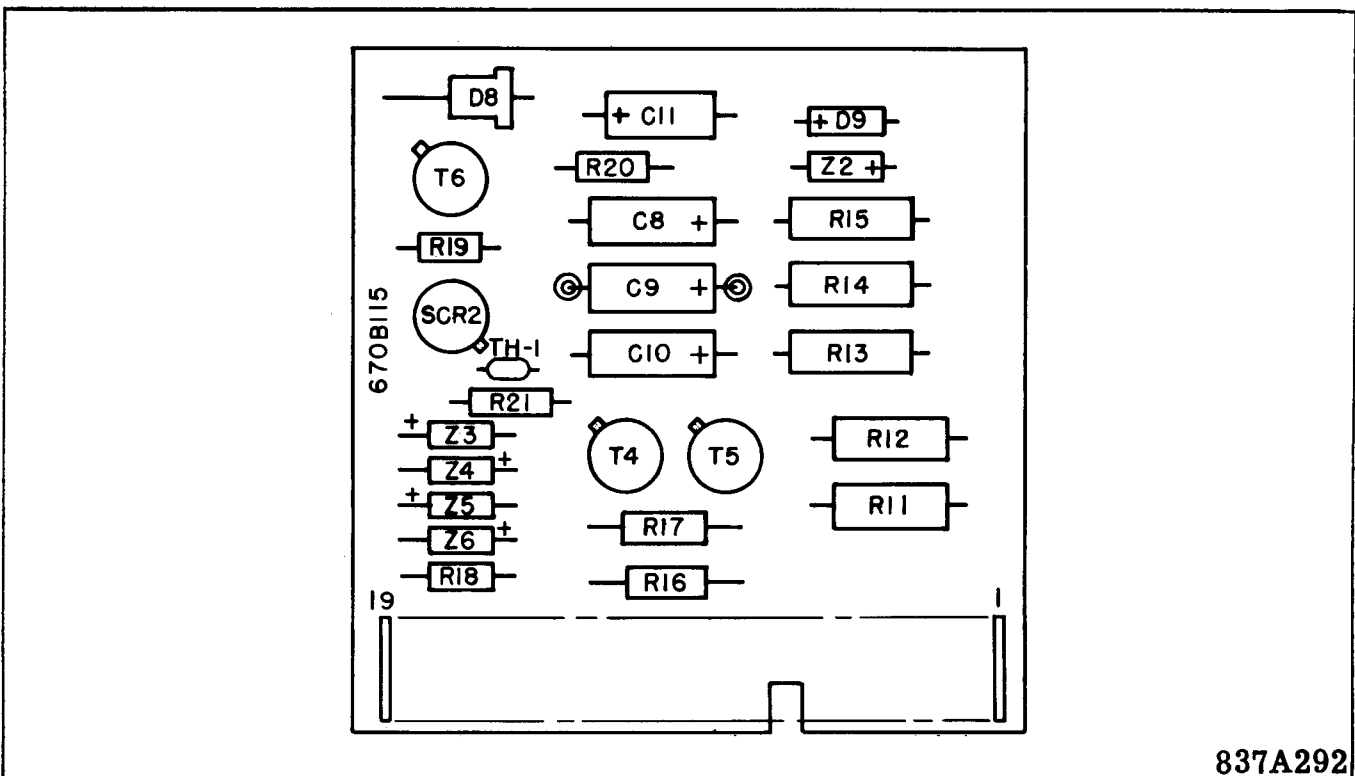 D8
+ C11
+ D9
T6
R20
Z2 +
C8 +
R15
R19
C9 +
R14
670B115
SCR2
TH-1
C10 +
R13
R21
+ Z3
Z4 +
+ Z5
Z6 +
R18
T4
T5
R12
R11
R17
R16
19
1
837A292